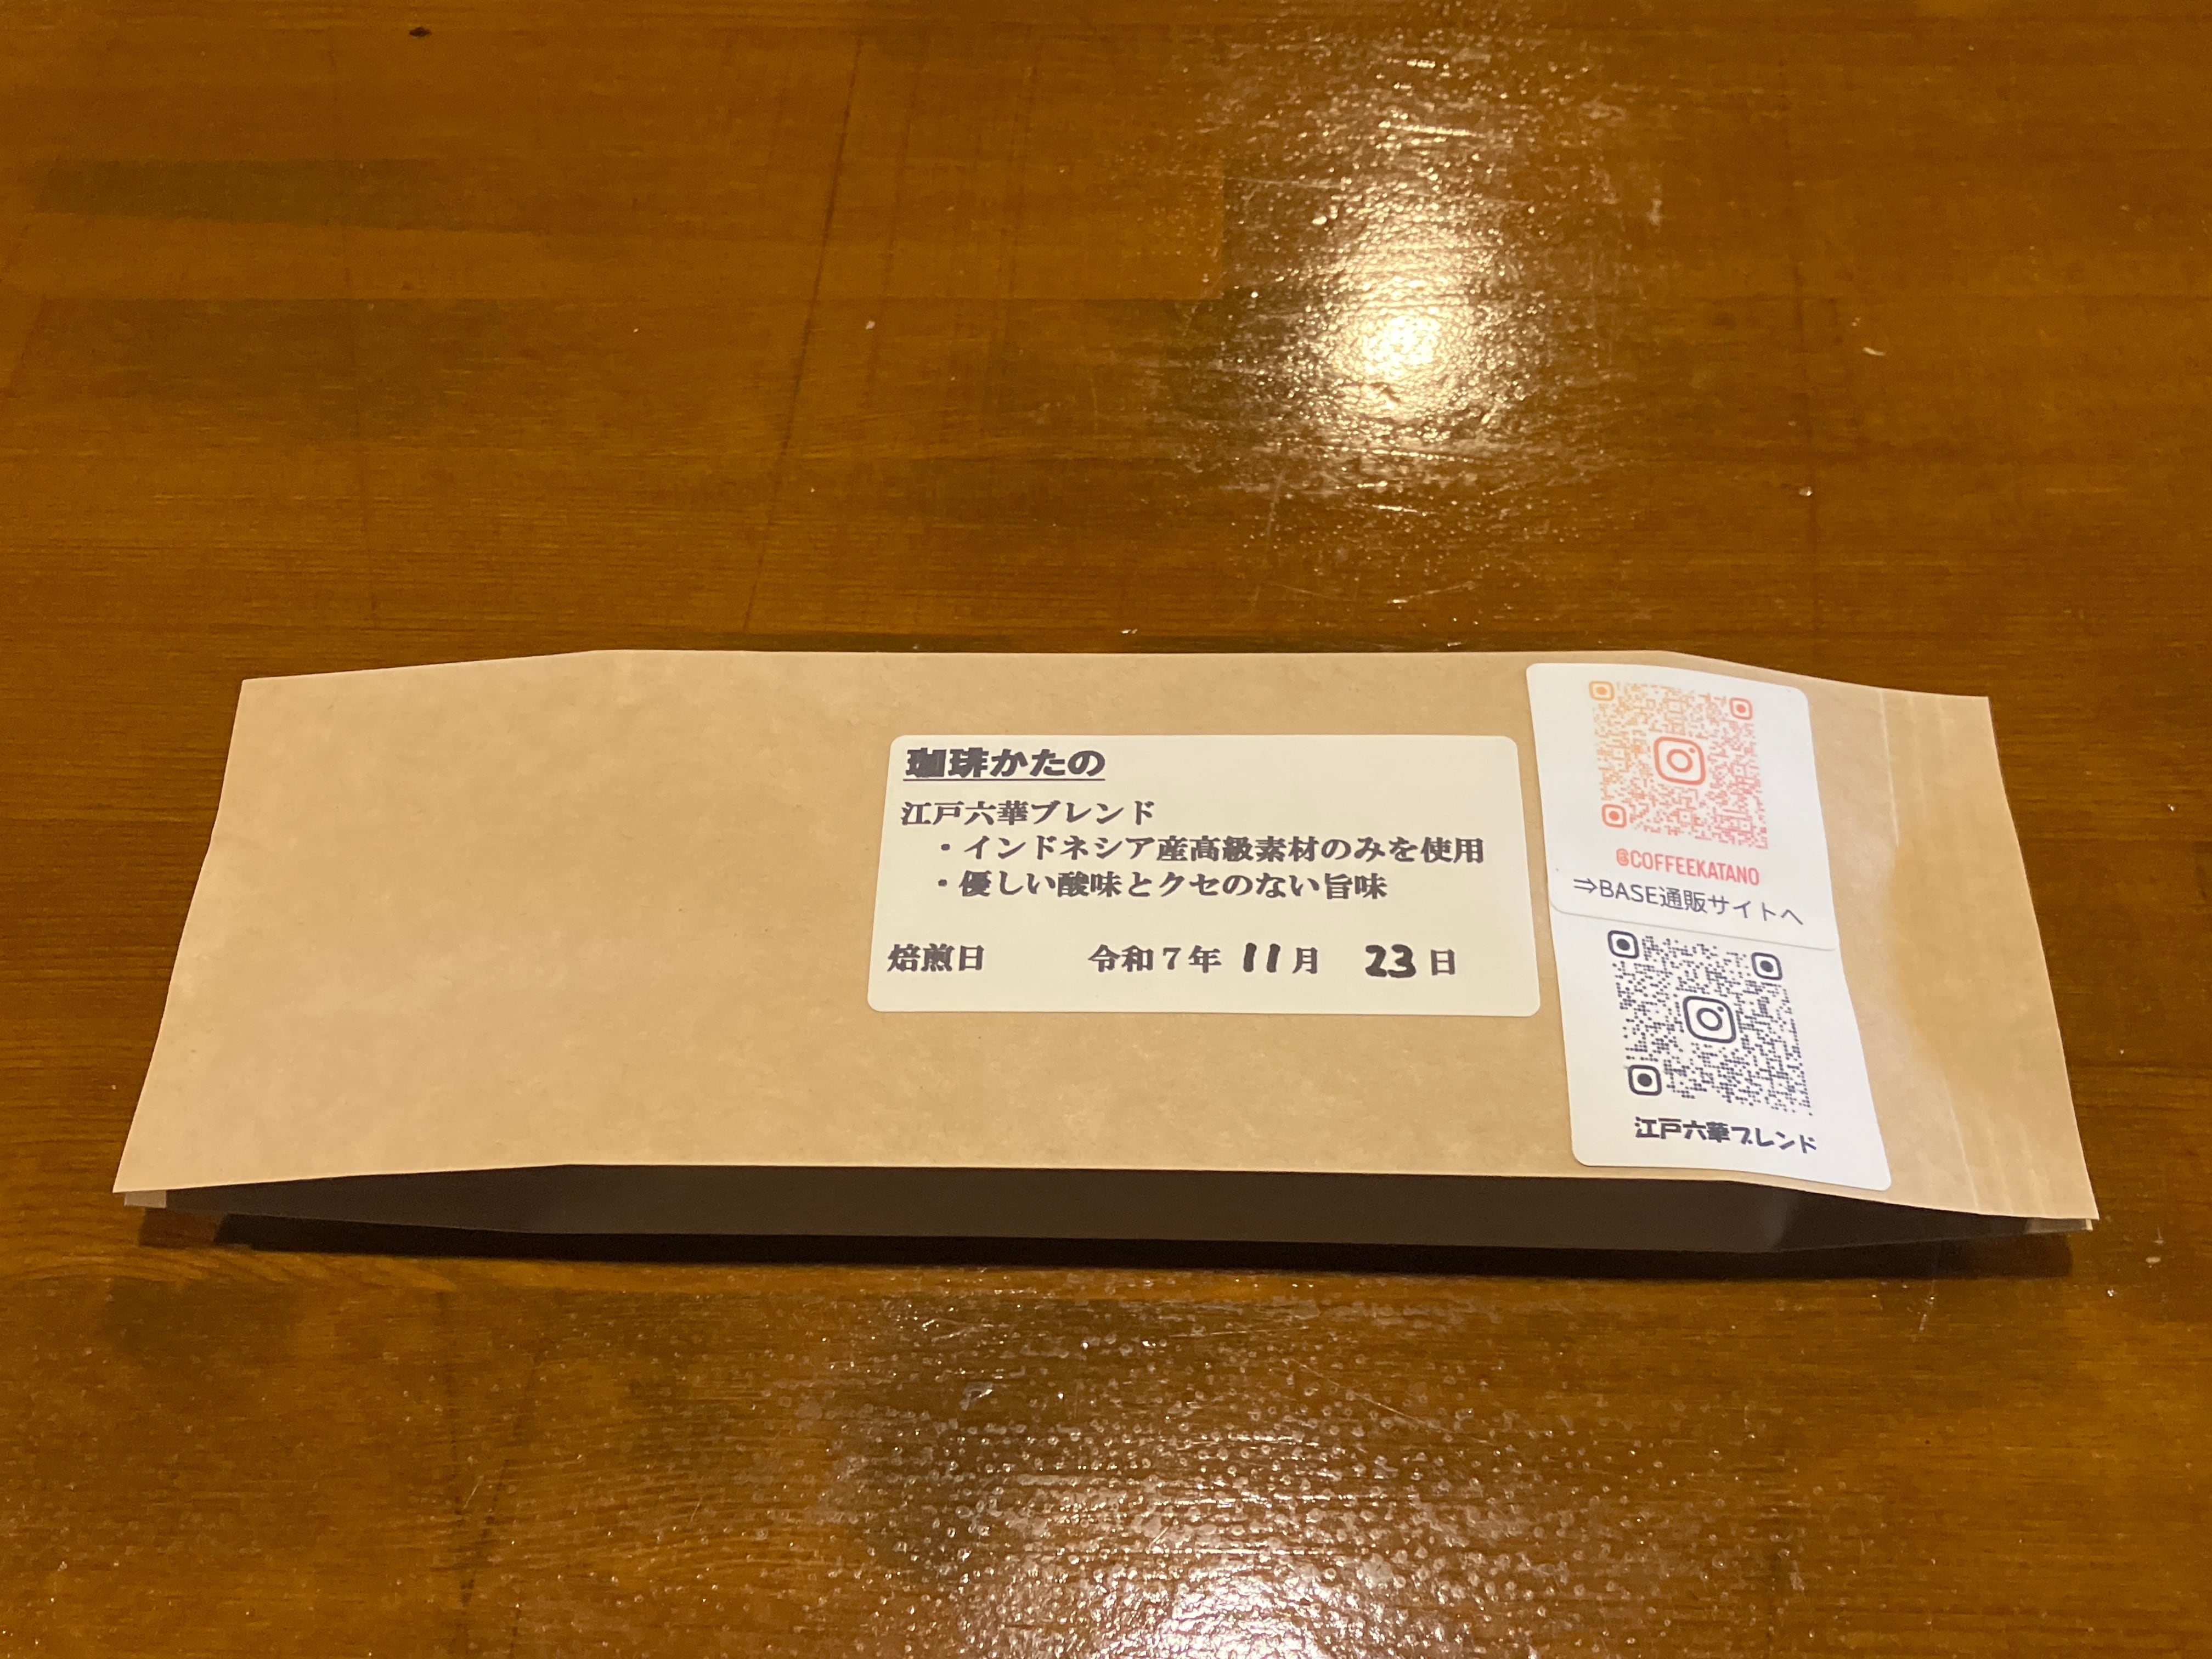 珈琲かたの
江戸六華ブレンド
・インドネシア産高級素材のみを使用
・優しい酸味とクセのない旨味
焙煎日 令和7年 11月 23日
@COFFEEKATANO
⇒BASE通販サイトへ
江戸六華ブレンド